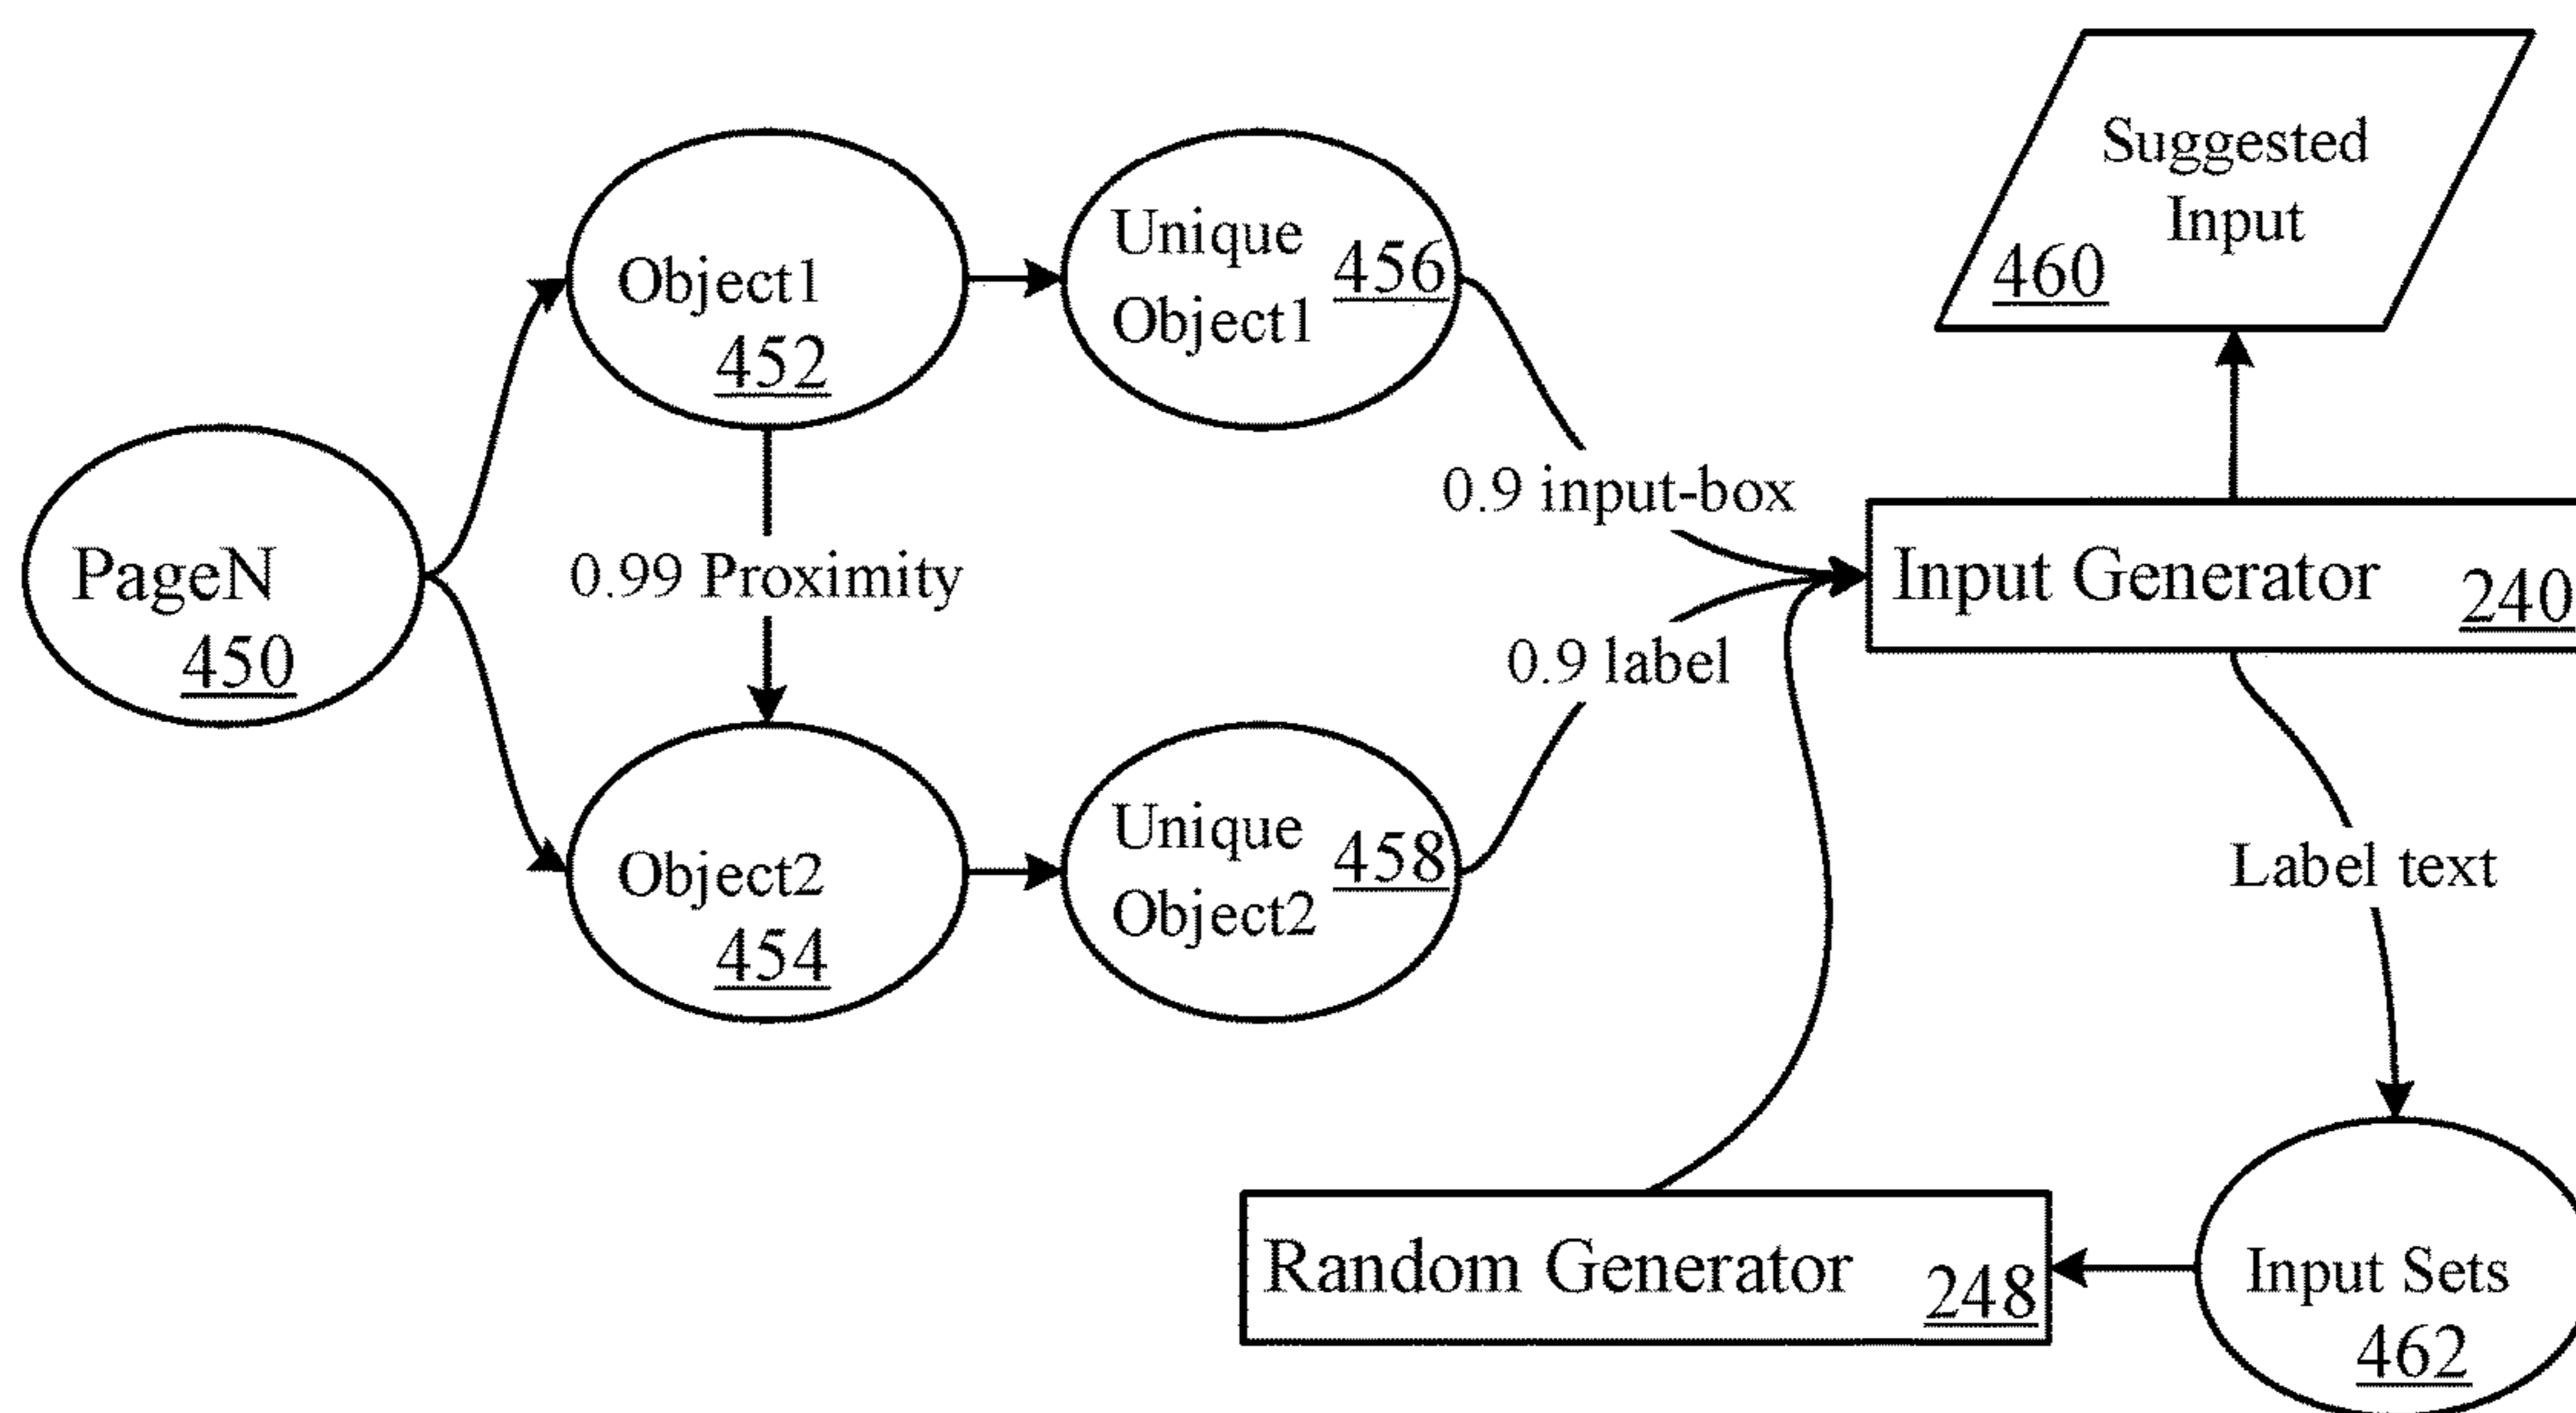 Suggested
Input
460
Object1
452
Unique
Object1
456
0.9 input-box
PageN
450
0.99 Proximity
Input Generator
240
0.9 label
Object2
454
Unique
Object2
458
Label text
Random Generator
248
Input Sets
462